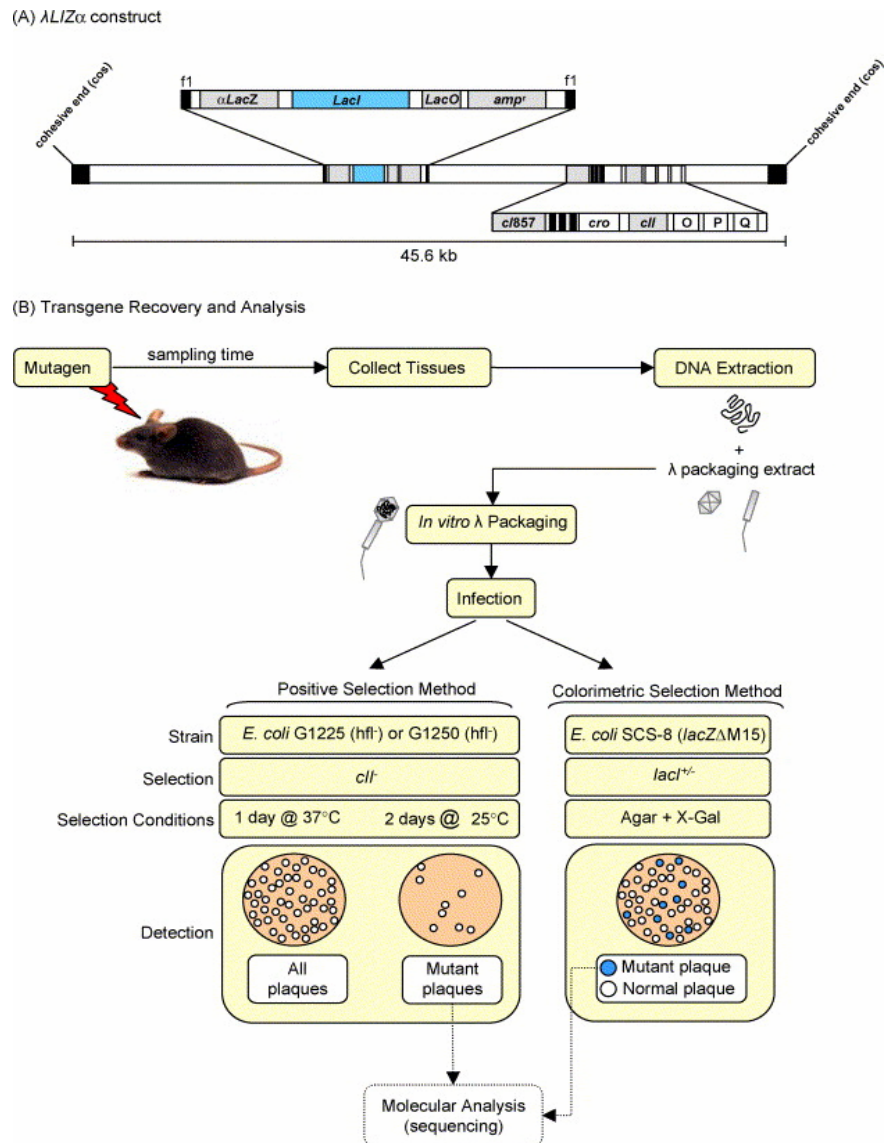 (A) λLIZα construct
f1
f1
αLacZ
LacI
LacO
ampʳ
cohesive end (cos)
cohesive end (cos)
cI857
cro
cII
O
P
Q
45.6 kb
(B) Transgene Recovery and Analysis
Mutagen
sampling time
Collect Tissues
DNA Extraction
+
λ packaging extract
In vitro λ Packaging
Infection
Positive Selection Method
Colorimetric Selection Method
Strain
E. coli G1225 (hfl⁻) or G1250 (hfl⁻)
E. coli SCS-8 (lacZΔM15)
Selection
cII⁻
lacI⁺/⁻
Selection Conditions
1 day @ 37°C
2 days @ 25°C
Agar + X-Gal
Detection
All
plaques
Mutant
plaques
Mutant plaque
Normal plaque
Molecular Analysis
(sequencing)